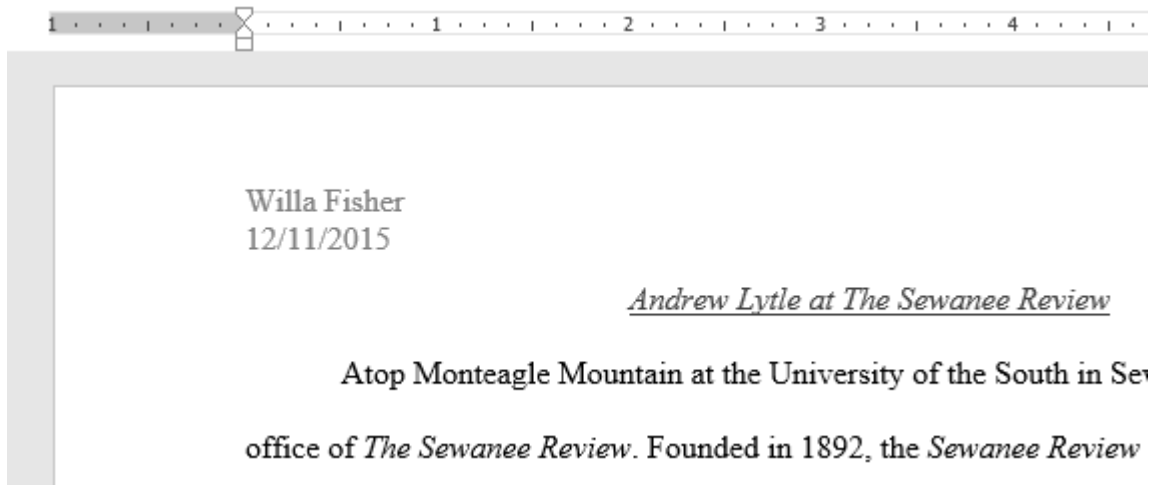 1 1 2 3 4
Willa Fisher
12/11/2015
Andrew Lytle at The Sewanee Review
Atop Monteagle Mountain at the University of the South in Se
office of The Sewanee Review. Founded in 1892, the Sewanee Review